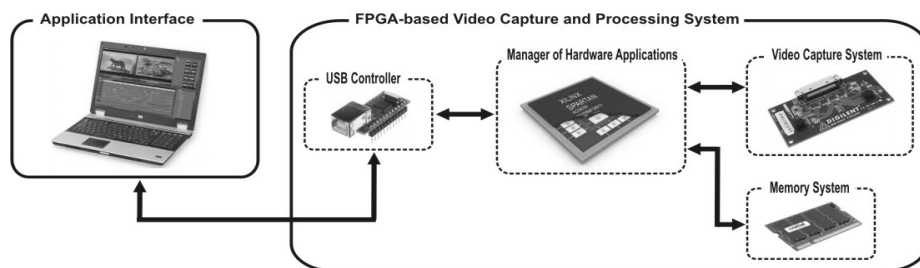 Application Interface
FPGA-based Video Capture and Processing System
USB Controller
Manager of Hardware Applications
Video Capture System
XILINX
SPARTAN
DIGILENT
Memory System